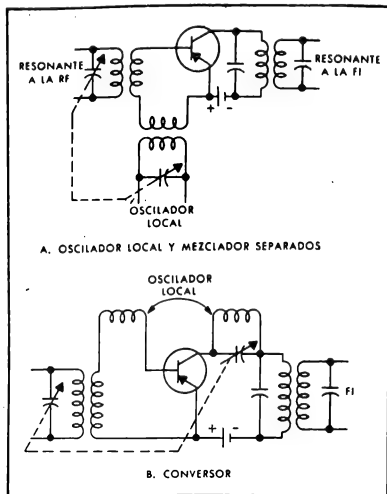 RESONANTE
A LA RF
RESONANTE
A LA FI
+ -
OSCILADOR
LOCAL
A. OSCILADOR LOCAL Y MEZCLADOR SEPARADOS
OSCILADOR
LOCAL
FI
+ -
B. CONVERSOR